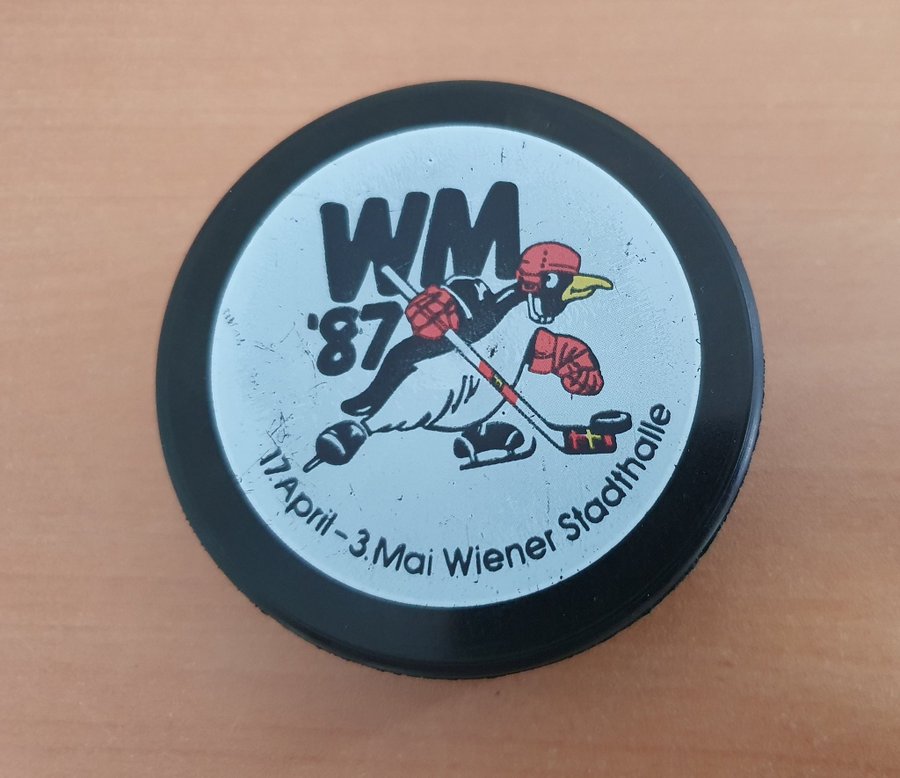 WM
'87
17. April – 3. Mai Wiener Stadthalle